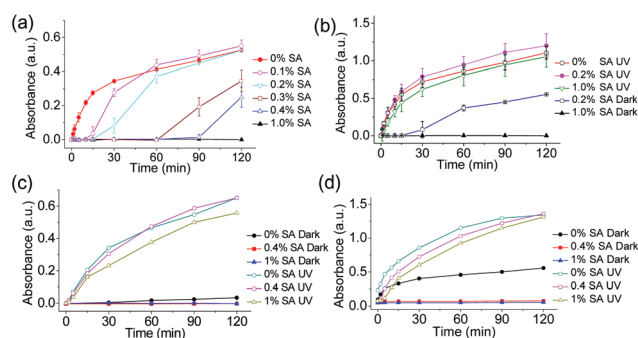 (a)
Absorbance (a.u.)
0.6
0.4
0.2
0.0
0 30 60 90 120
Time (min)
0% SA
0.1% SA
0.2% SA
0.3% SA
0.4% SA
1.0% SA
(b)
Absorbance (a.u.)
1.5
1.0
0.5
0.0
0 30 60 90 120
Time (min)
0% SA UV
0.2% SA UV
1.0% SA UV
0.2% SA Dark
1.0% SA Dark
(c)
Absorbance (a.u.)
0.6
0.4
0.2
0.0
0 30 60 90 120
Time (min)
0% SA Dark
0.4% SA Dark
1% SA Dark
0% SA UV
0.4 SA UV
1% SA UV
(d)
Absorbance (a.u.)
1.5
1.0
0.5
0.0
0 30 60 90 120
Time (min)
0% SA Dark
0.4% SA Dark
1% SA Dark
0% SA UV
0.4 SA UV
1% SA UV